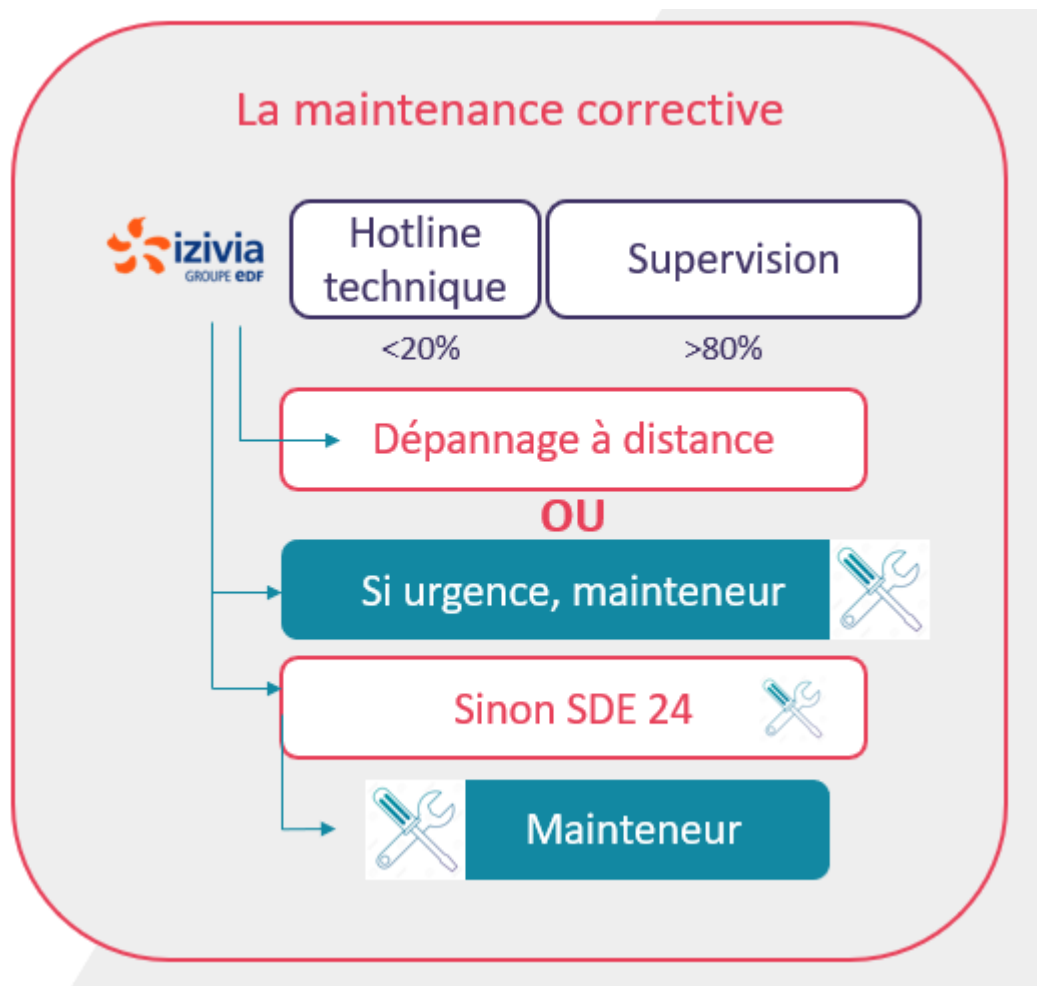 La maintenance corrective
izivia
GROUPE eDF
Hotline
technique
Supervision
<20%
>80%
Dépannage à distance
OU
Si urgence, mainteneur
Sinon SDE 24
Mainteneur